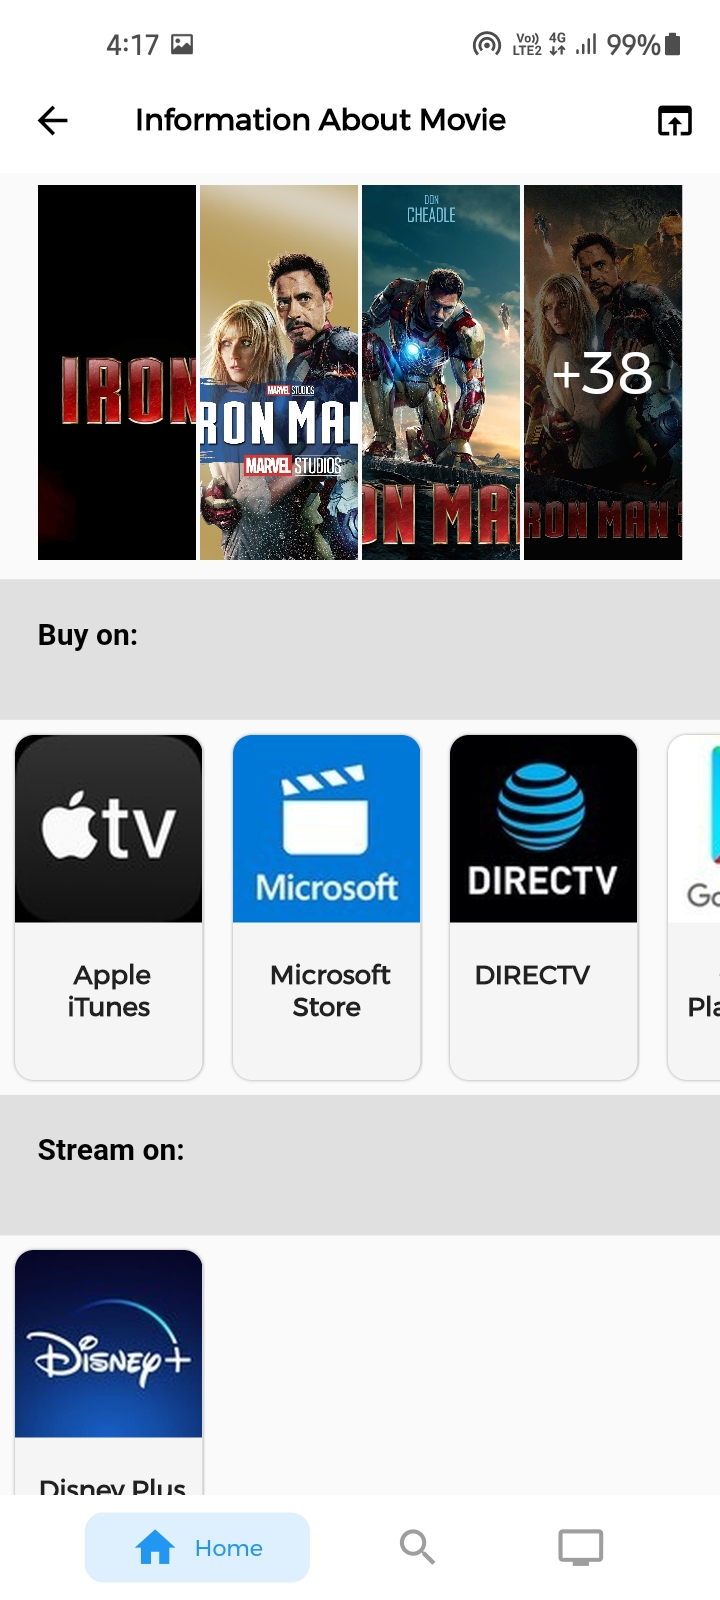 4:17
Vo)) 4G
LTE2
99%
Information About Movie
IRON
MARVEL STUDIOS
RON MA
MARVEL STUDIOS
DON
CHEADLE
ON MA
+38
RON MAN
Buy on:
tv
Microsoft
DIRECTV
Go
Apple
iTunes
Microsoft
Store
DIRECTV
Pla
Stream on:
Disney+
Disney Plus
Home